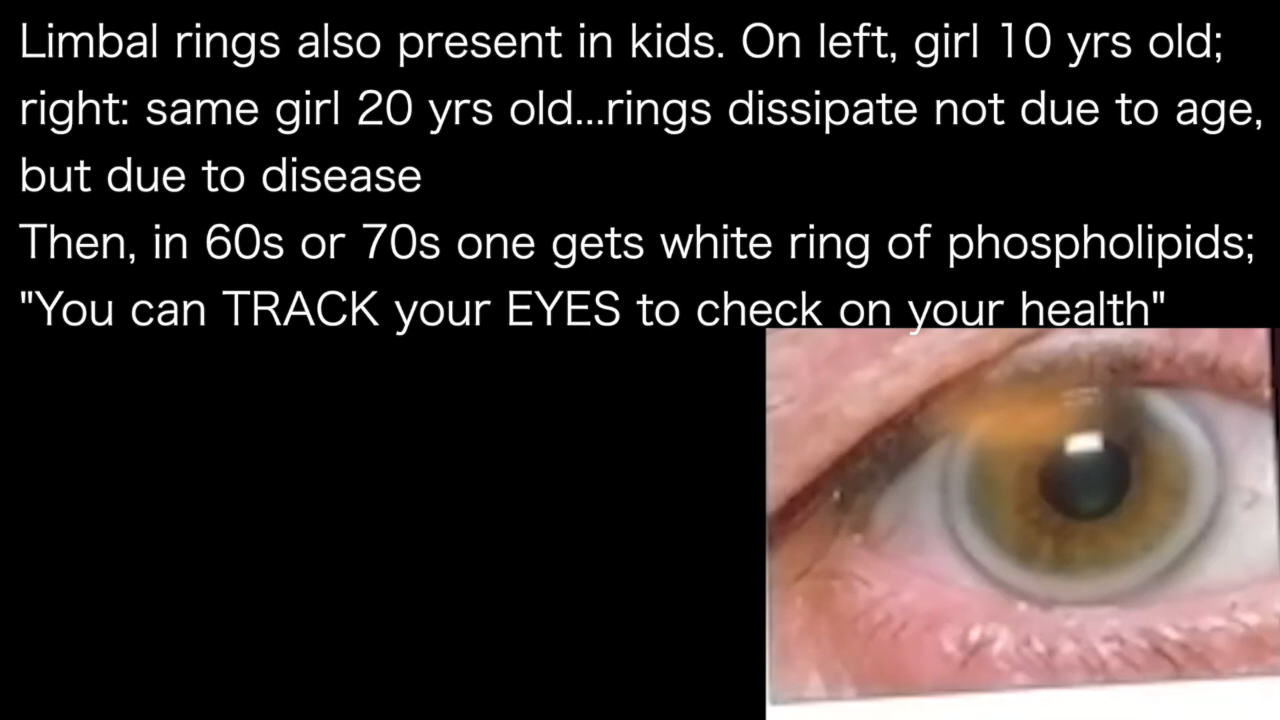 Limbal rings also present in kids. On left, girl 10 yrs old;
right: same girl 20 yrs old...rings dissipate not due to age,
but due to disease
Then, in 60s or 70s one gets white ring of phospholipids;
"You can TRACK your EYES to check on your health"